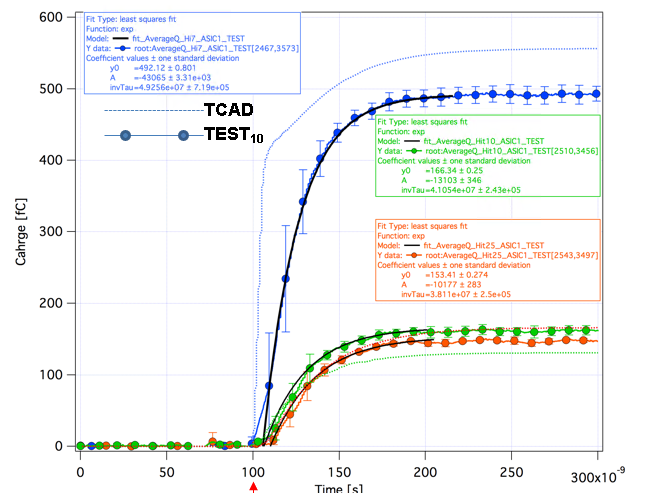 600
500
400
300
200
100
0
Cahrge [fC]
Fit Type: least squares fit
Function: exp
Model: fit_AverageQ_Hi7_ASIC1_TEST
Y data: root:AverageQ_Hi7_ASIC1_TEST[2467,3573]
Coefficient values ± one standard deviation
y0 =492.12 ± 0.801
A =-43065 ± 3.31e+03
invTau=4.9256e+07 ± 7.19e+05
TCAD
TEST10
Fit Type: least squares fit
Function: exp
Model: fit_AverageQ_Hit10_ASIC1_TEST
Y data: root:AverageQ_Hit10_ASIC1_TEST[2510,3456]
Coefficient values ± one standard deviation
y0 =166.34 ± 0.25
A =-13103 ± 346
invTau=4.1054e+07 ± 2.43e+05
Fit Type: least squares fit
Function: exp
Model: fit_AverageQ_Hit25_ASIC1_TEST
Y data: root:AverageQ_Hit25_ASIC1_TEST[2543,3497]
Coefficient values ± one standard deviation
y0 =153.41 ± 0.274
A =-10177 ± 283
invTau=3.811e+07 ± 2.5e+05
0 50 100 150 200 250 300x10-9
Time [s]